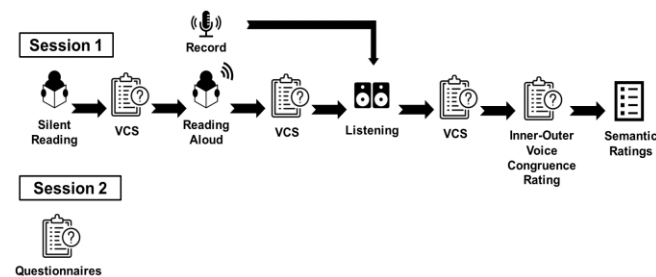 Session 1
Record
Silent
Reading
VCS
Reading
Aloud
VCS
Listening
VCS
Inner-Outer
Voice
Congruence
Rating
Semantic
Ratings
Session 2
Questionnaires